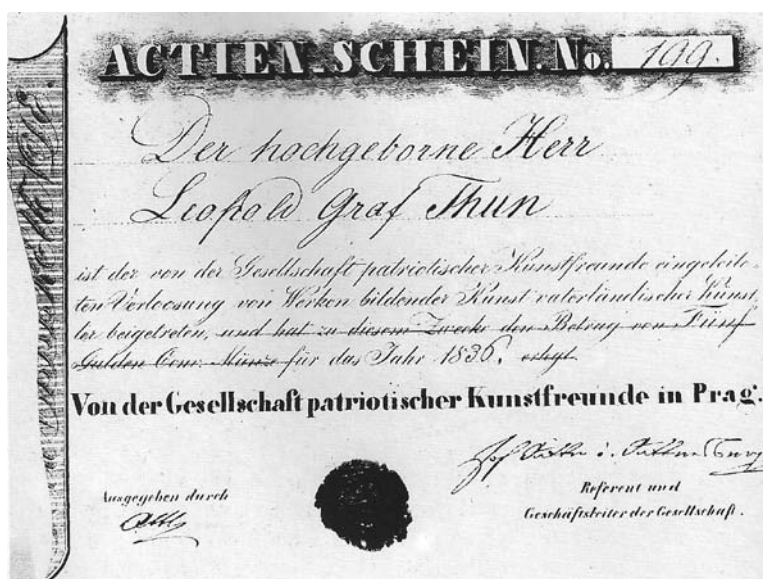 ACTIEN-SCHEIN. No. 199.
Der hochgeborne Herr
Leopold Graf Thun
ist der von der Gesellschaft patriotischer Kunstfreunde eingeleite-
ten Verloosung von Werken bildender Kunst vaterländischer Künst
ler beigetreten, und hat zu diesem Zwecke den Betrag von Fünf
Gulden Conv. Münze für das Jahr 1836. erlegt
Von der Gesellschaft patriotischer Kunstfreunde in Prag.
Ausgegeben durch
Referent und
Geschäftsleiter der Gesellschaft.